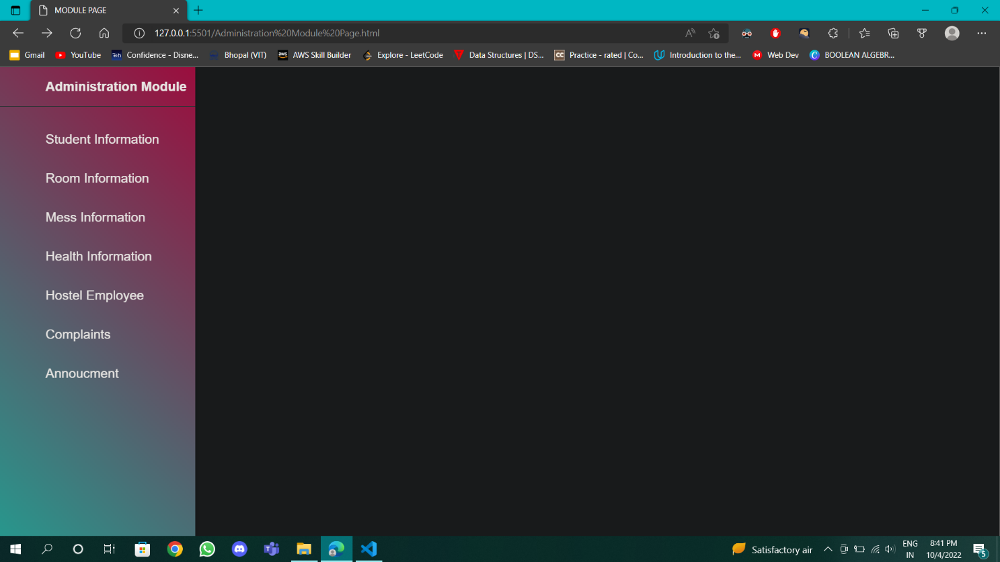 MODULE PAGE
127.0.0.1:5501/Administration%20Module%20Page.html
Gmail YouTube Confidence - Disne... Bhopal (VIT) AWS Skill Builder Explore - LeetCode Data Structures | DS... Practice - rated | Co... Introduction to the... Web Dev BOOLEAN ALGEBR...
Administration Module
Student Information
Room Information
Mess Information
Health Information
Hostel Employee
Complaints
Annoucment
Satisfactory air
ENG
IN
8:41 PM
10/4/2022
5